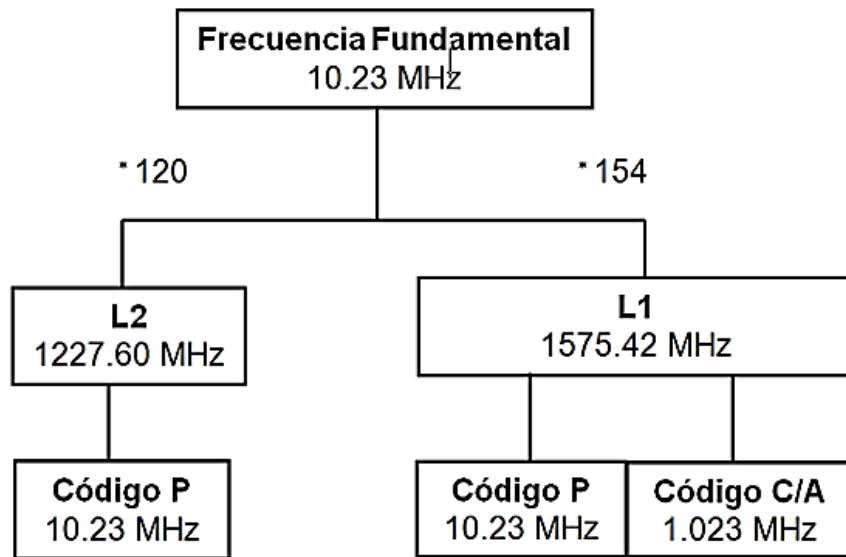 Frecuencia Fundamental
10.23 MHz
* 120
* 154
L2
1227.60 MHz
L1
1575.42 MHz
Código P
10.23 MHz
Código P
10.23 MHz
Código C/A
1.023 MHz